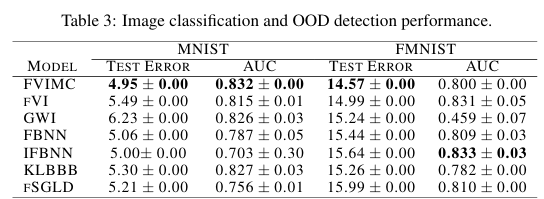 Table 3: Image classification and OOD detection performance.
MNIST FMNIST
MODEL TEST ERROR AUC TEST ERROR AUC
FVIMC 4.95 ± 0.00 0.832 ± 0.00 14.57 ± 0.00 0.800 ± 0.00
FVI 5.49 ± 0.00 0.815 ± 0.01 14.99 ± 0.00 0.831 ± 0.05
GWI 6.23 ± 0.00 0.826 ± 0.03 15.24 ± 0.00 0.459 ± 0.07
FBNN 5.06 ± 0.00 0.787 ± 0.05 15.44 ± 0.00 0.809 ± 0.03
IFBNN 5.00± 0.00 0.703 ± 0.30 15.64 ± 0.00 0.833 ± 0.03
KLBBB 5.30 ± 0.00 0.827 ± 0.03 15.26 ± 0.00 0.782 ± 0.00
FSGLD 5.21 ± 0.00 0.756 ± 0.01 15.99 ± 0.00 0.810 ± 0.00